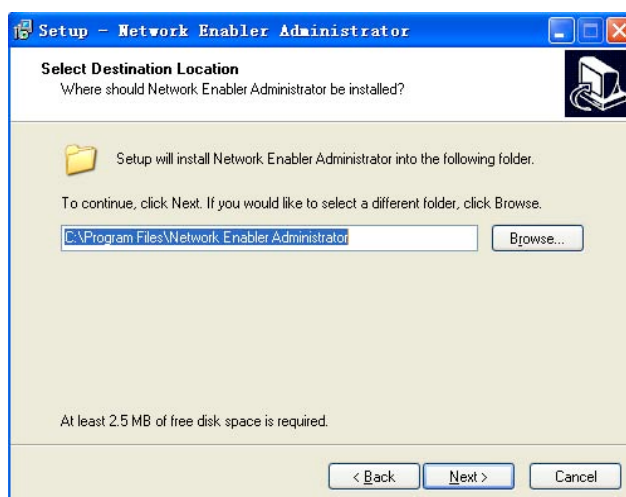 Setup - Network Enabler Administrator
Select Destination Location
Where should Network Enabler Administrator be installed?
Setup will install Network Enabler Administrator into the following folder.
To continue, click Next. If you would like to select a different folder, click Browse.
C:\Program Files\Network Enabler Administrator
Browse...
At least 2.5 MB of free disk space is required.
< Back
Next >
Cancel